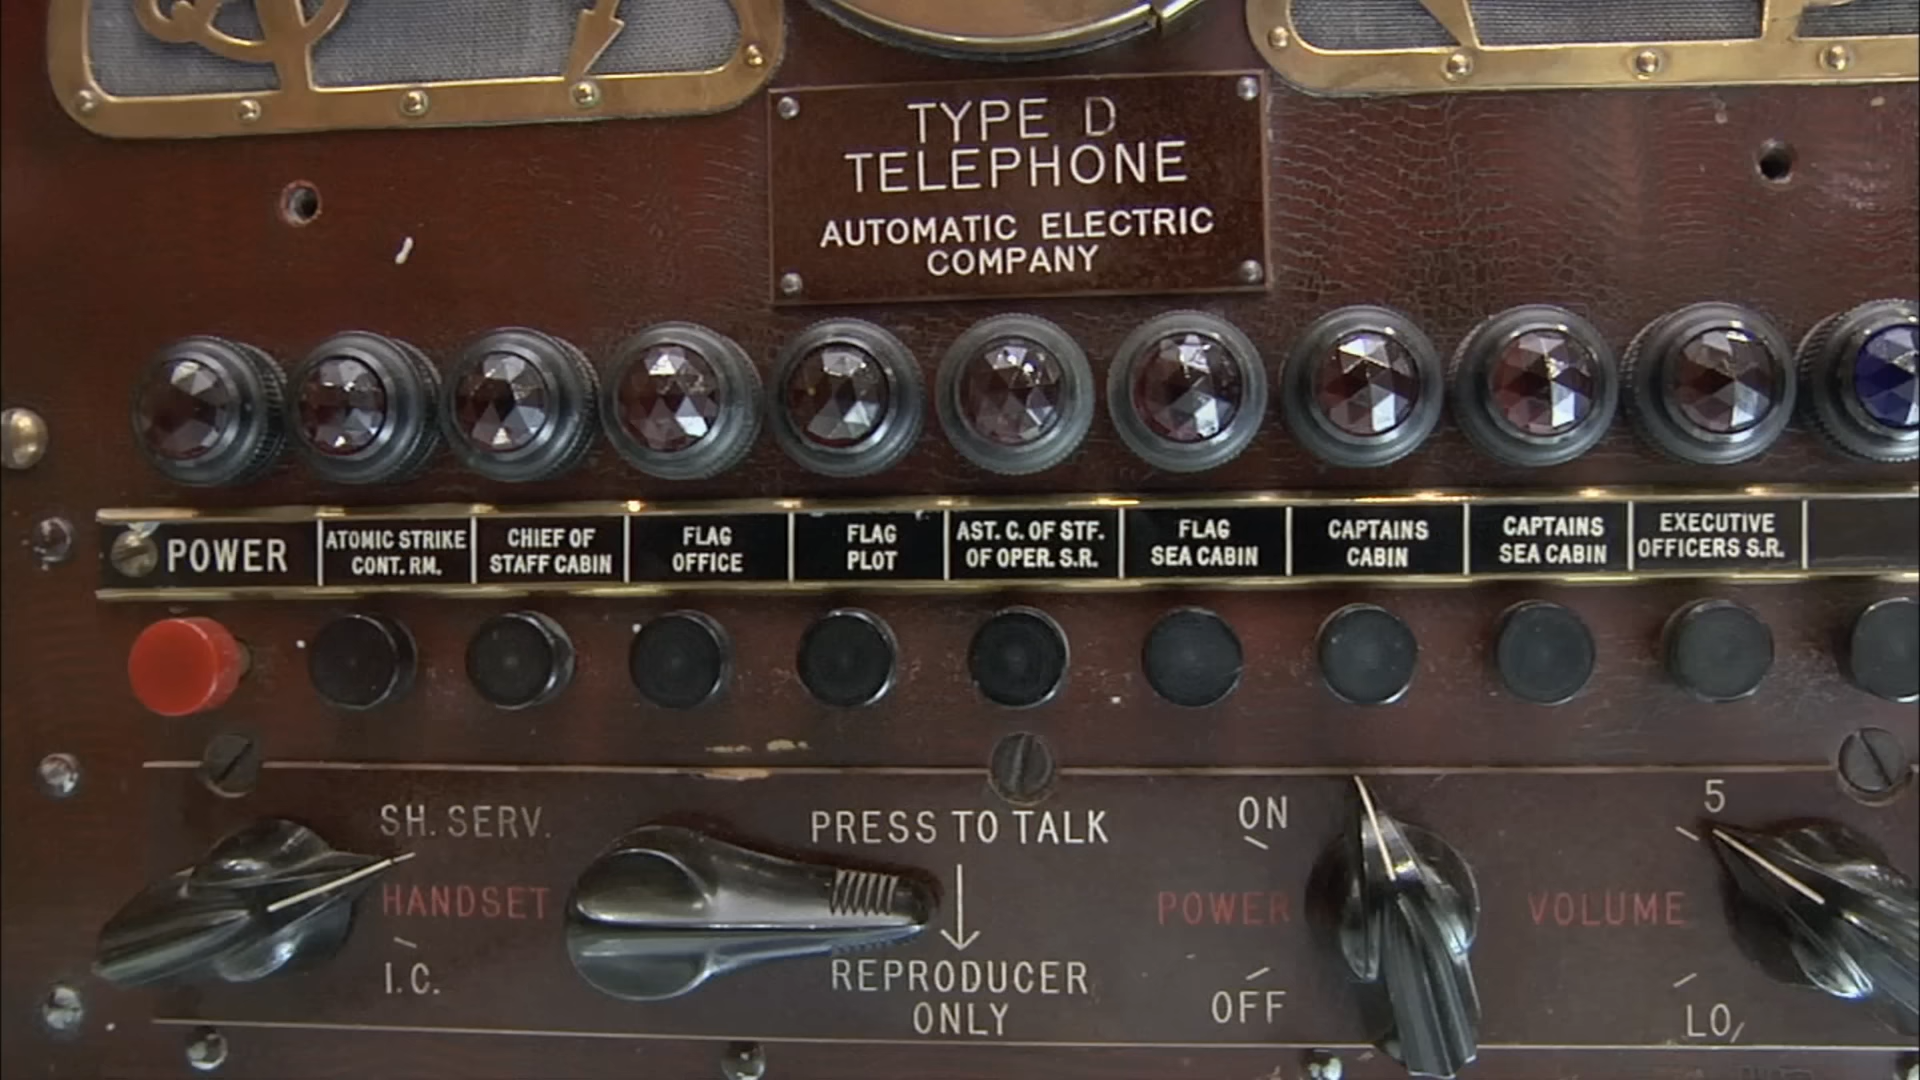 TYPE D
TELEPHONE
AUTOMATIC ELECTRIC
COMPANY
POWER
ATOMIC STRIKE
CONT. RM.
CHIEF OF
STAFF CABIN
FLAG
OFFICE
FLAG
PLOT
AST. C. OF STF.
OF OPER. S.R.
FLAG
SEA CABIN
CAPTAINS
CABIN
CAPTAINS
SEA CABIN
EXECUTIVE
OFFICERS S.R.
SH. SERV.
HANDSET
I.C.
PRESS TO TALK
REPRODUCER
ONLY
ON
POWER
OFF
5
VOLUME
LO